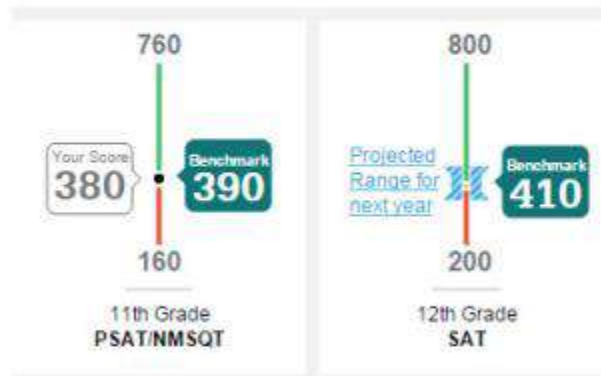 760
Your Score
380
Benchmark
390
160
11th Grade
PSAT/NMSQT
800
Projected
Range for
next year
Benchmark
410
200
12th Grade
SAT